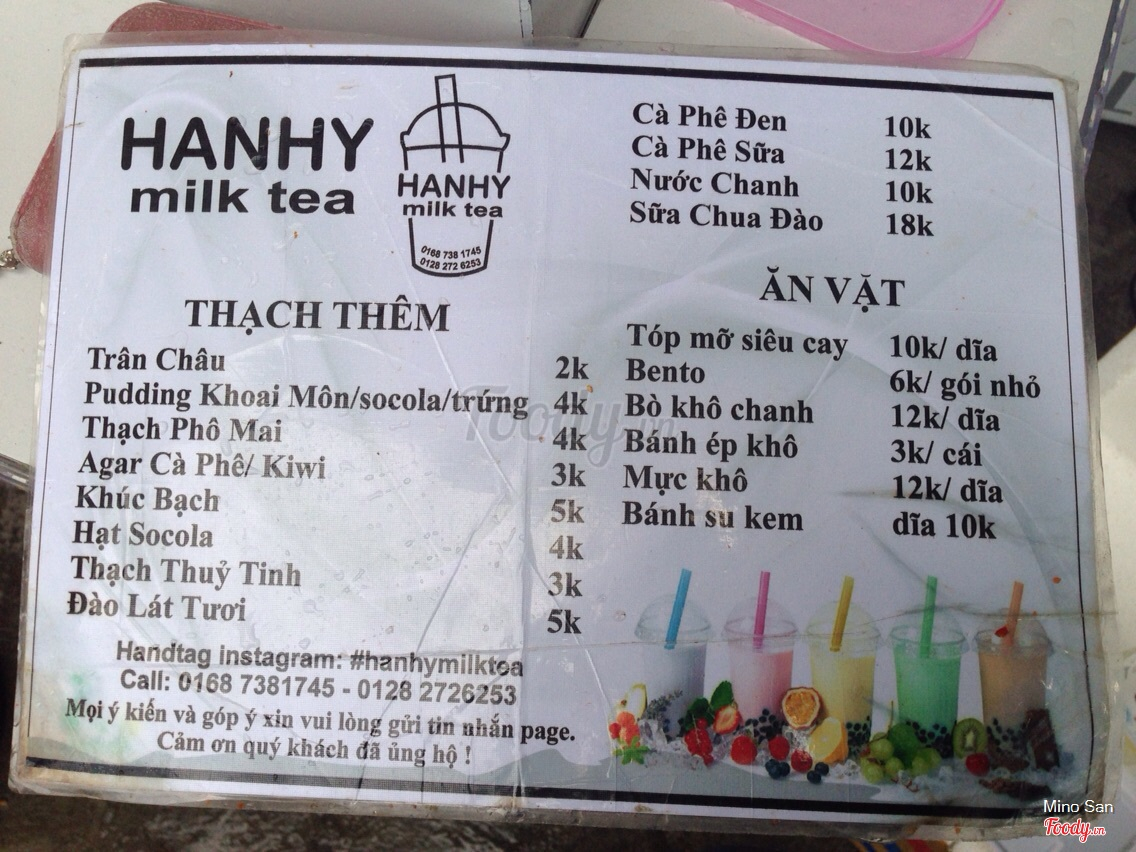 HANHY
milk tea
HANHY
milk tea
0168 738 1745
0128 272 6253
THẠCH THÊM
Trân Châu 2k
Pudding Khoai Môn/socola/trứng 4k
Thạch Phô Mai 4k
Agar Cà Phê/ Kiwi 3k
Khúc Bạch 5k
Hạt Socola 4k
Thạch Thuỷ Tinh 3k
Đào Lát Tươi 5k
Handtag instagram: #hanhymilktea
Call: 0168 7381745 - 0128 2726253
Mọi ý kiến và góp ý xin vui lòng gửi tin nhắn page.
Cảm ơn quý khách đã ủng hộ !
Cà Phê Đen 10k
Cà Phê Sữa 12k
Nước Chanh 10k
Sữa Chua Đào 18k
ĂN VẶT
Tóp mỡ siêu cay 10k/ dĩa
Bento 6k/ gói nhỏ
Bò khô chanh 12k/ dĩa
Bánh ép khô 3k/ cái
Mực khô 12k/ dĩa
Bánh su kem dĩa 10k
Foody.vn
Mino San
Foody.vn